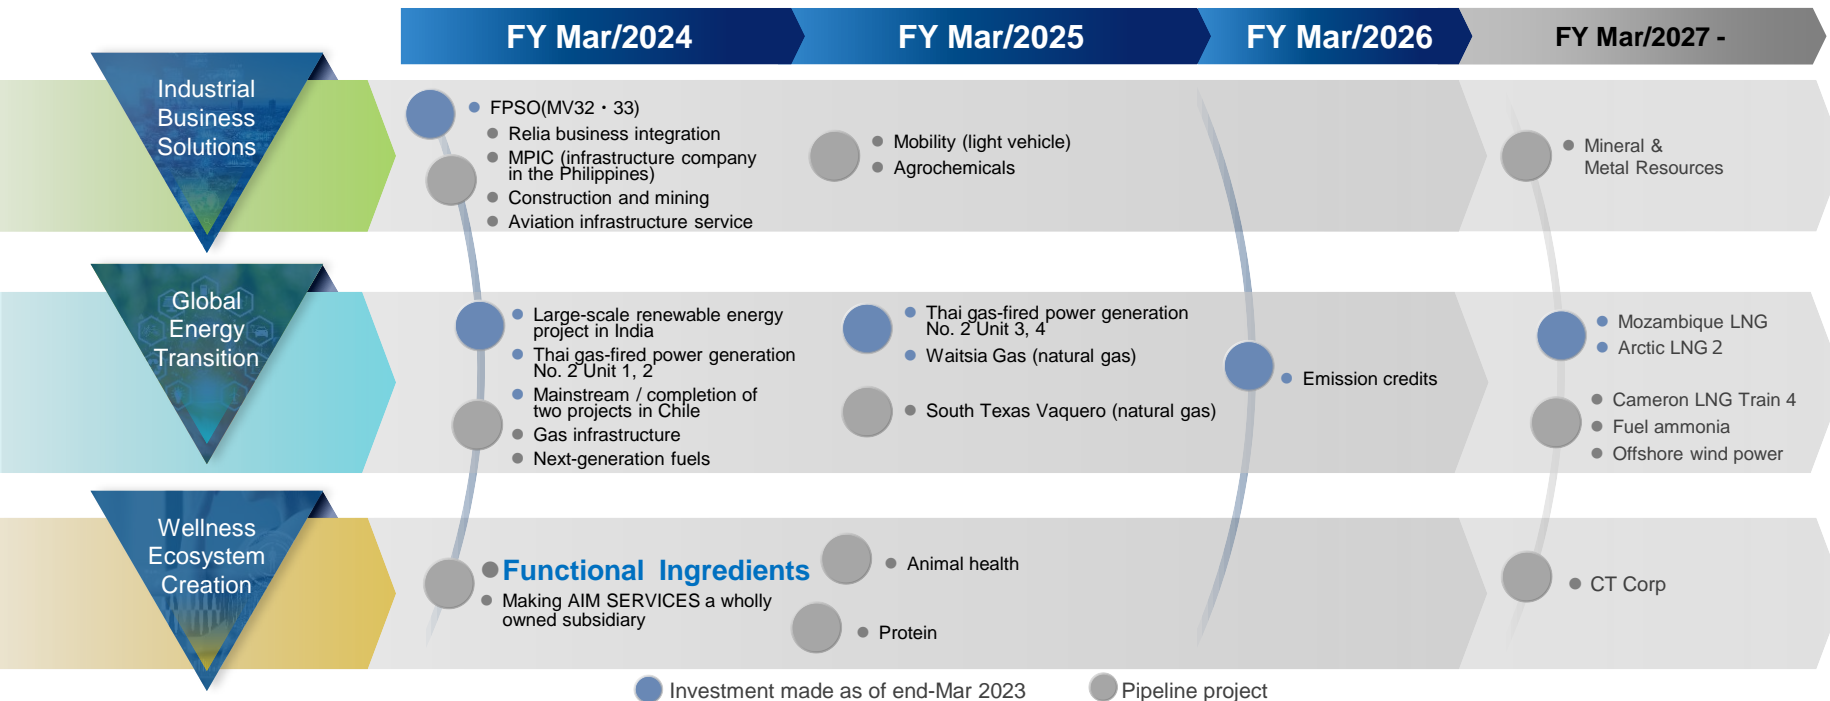 FY Mar/2024
FY Mar/2025
FY Mar/2026
FY Mar/2027 -
Industrial
Business
Solutions
FPSO(MV32・33)
Relia business integration
MPIC (infrastructure company
in the Philippines)
Construction and mining
Aviation infrastructure service
Mobility (light vehicle)
Agrochemicals
Mineral &
Metal Resources
Global
Energy
Transition
Large-scale renewable energy
project in India
Thai gas-fired power generation
No. 2 Unit 1, 2
Mainstream / completion of
two projects in Chile
Gas infrastructure
Next-generation fuels
Thai gas-fired power generation
No. 2 Unit 3, 4
Waitsia Gas (natural gas)
South Texas Vaquero (natural gas)
Emission credits
Mozambique LNG
Arctic LNG 2
Cameron LNG Train 4
Fuel ammonia
Offshore wind power
Wellness
Ecosystem
Creation
Functional Ingredients
Making AIM SERVICES a wholly
owned subsidiary
Animal health
Protein
CT Corp
Investment made as of end-Mar 2023
Pipeline project